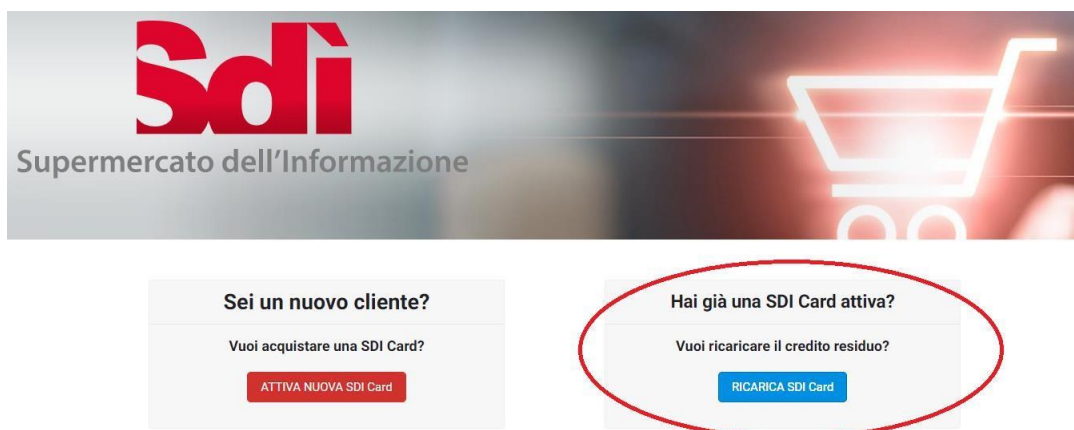 Sdì
Supermercato dell'Informazione
Sei un nuovo cliente?
Vuoi acquistare una SDI Card?
ATTIVA NUOVA SDI Card
Hai già una SDI Card attiva?
Vuoi ricaricare il credito residuo?
RICARICA SDI Card